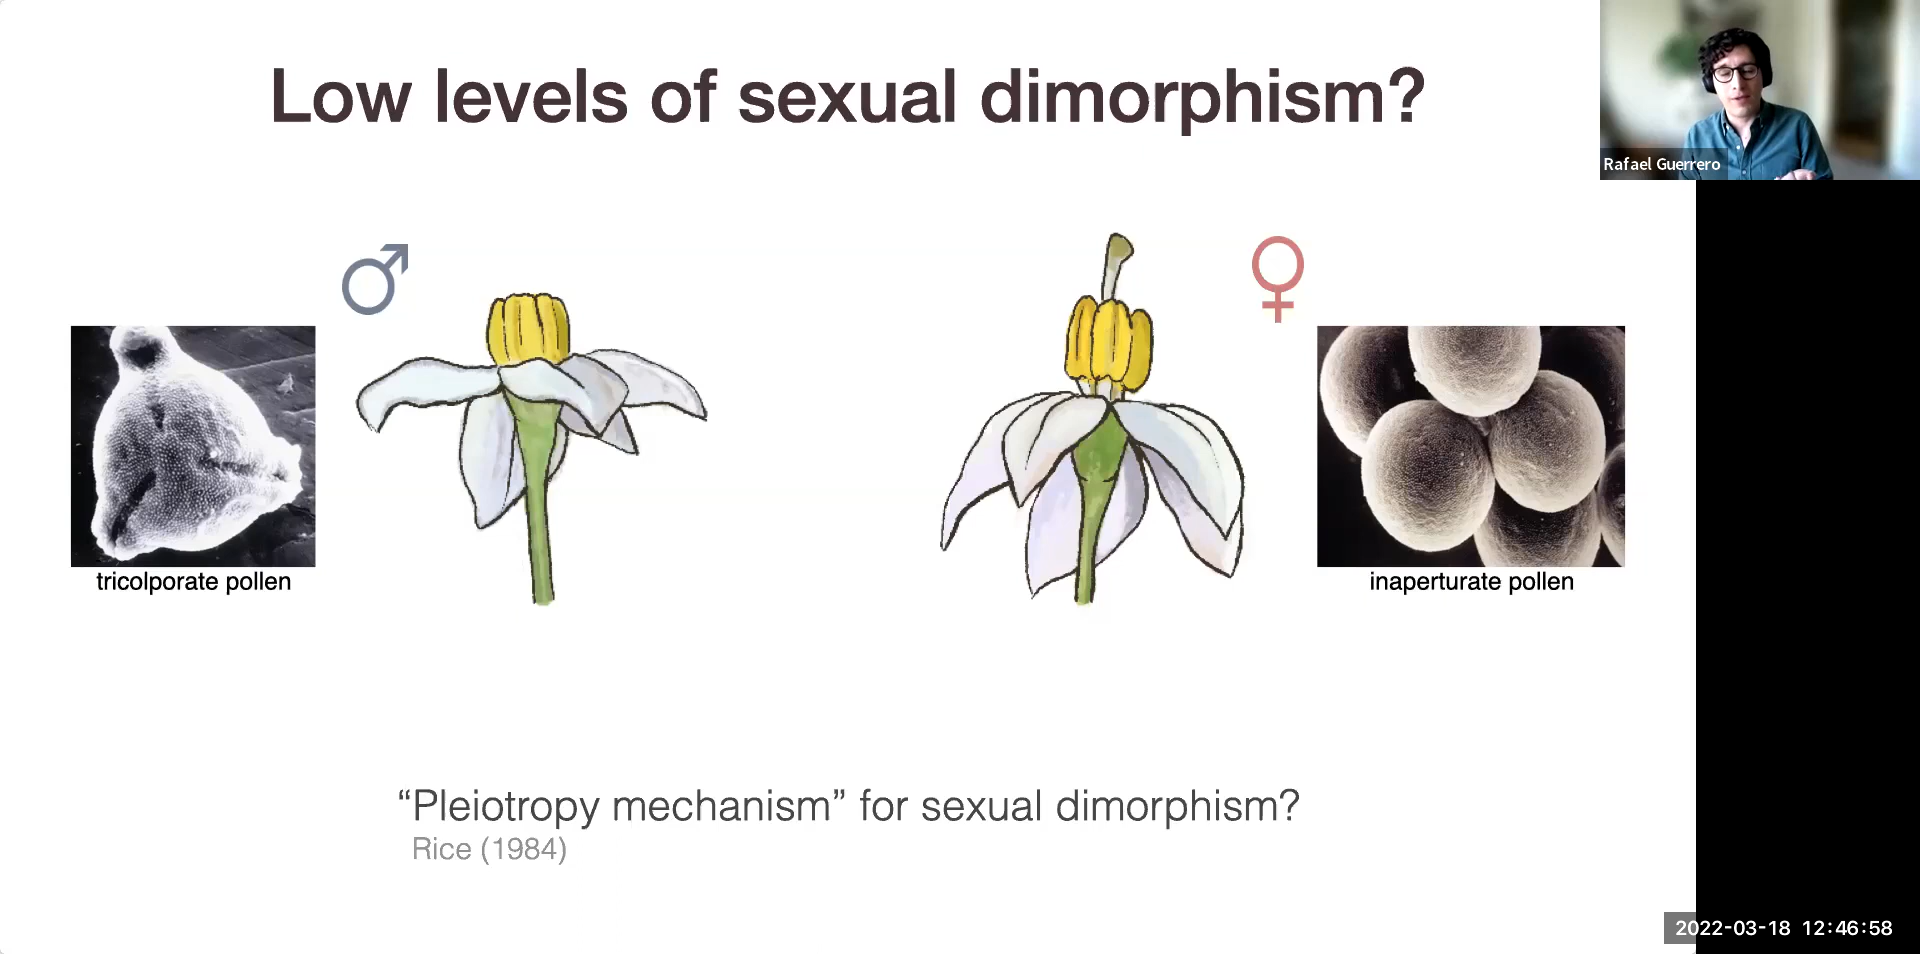 Low levels of sexual dimorphism?
Rafael Guerrero
♂
♀
tricolporate pollen
inaperturate pollen
“Pleiotropy mechanism” for sexual dimorphism?
Rice (1984)
2022-03-18 12:46:58